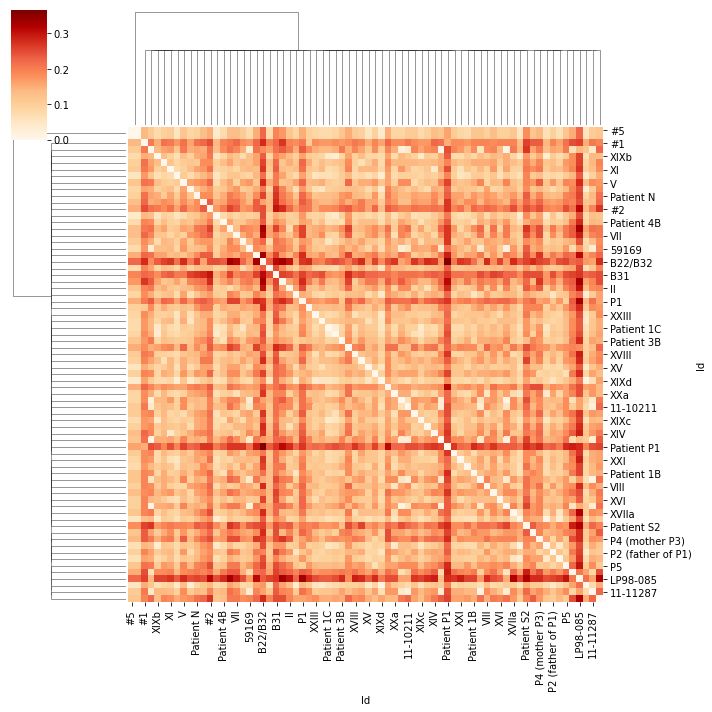 0.3
0.2
0.1
0.0
#5
#1
XIXb
XI
V
Patient N
#2
Patient 4B
VII
59169
B22/B32
B31
II
P1
XXIII
Patient 1C
Patient 3B
XVIII
XV
XIXd
XXa
11-10211
XIXc
XIV
Patient P1
XXI
Patient 1B
VIII
XVI
XVIIa
Patient S2
P4 (mother P3)
P2 (father of P1)
P5
LP98-085
11-11287
Id
#5
#1
XIXb
XI
V
Patient N
#2
Patient 4B
VII
59169
B22/B32
B31
II
P1
XXIII
Patient 1C
Patient 3B
XVIII
XV
XIXd
XXa
11-10211
XIXc
XIV
Patient P1
XXI
Patient 1B
VIII
XVI
XVIIa
Patient S2
P4 (mother P3)
P2 (father of P1)
P5
LP98-085
11-11287
Id